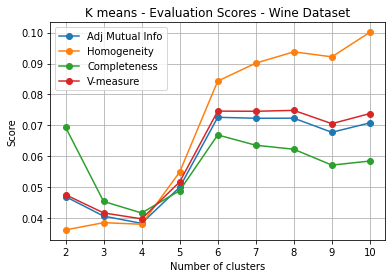 K means - Evaluation Scores - Wine Dataset
Adj Mutual Info
Homogeneity
Completeness
V-measure
0.10
0.09
0.08
0.07
0.06
0.05
0.04
Score
2 3 4 5 6 7 8 9 10
Number of clusters